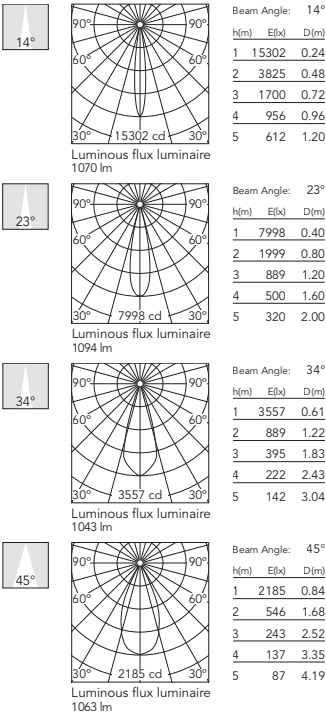 14°
90° 90°
60° 60°
30° 15302 cd 30°
Luminous flux luminaire
1070 lm
Beam Angle: 14°
h(m) E(lx) D(m)
1 15302 0.24
2 3825 0.48
3 1700 0.72
4 956 0.96
5 612 1.20
23°
90° 90°
60° 60°
30° 7998 cd 30°
Luminous flux luminaire
1094 lm
Beam Angle: 23°
h(m) E(lx) D(m)
1 7998 0.40
2 1999 0.80
3 889 1.20
4 500 1.60
5 320 2.00
34°
90° 90°
60° 60°
30° 3557 cd 30°
Luminous flux luminaire
1043 lm
Beam Angle: 34°
h(m) E(lx) D(m)
1 3557 0.61
2 889 1.22
3 395 1.83
4 222 2.43
5 142 3.04
45°
90° 90°
60° 60°
30° 2185 cd 30°
Luminous flux luminaire
1063 lm
Beam Angle: 45°
h(m) E(lx) D(m)
1 2185 0.84
2 546 1.68
3 243 2.52
4 137 3.35
5 87 4.19